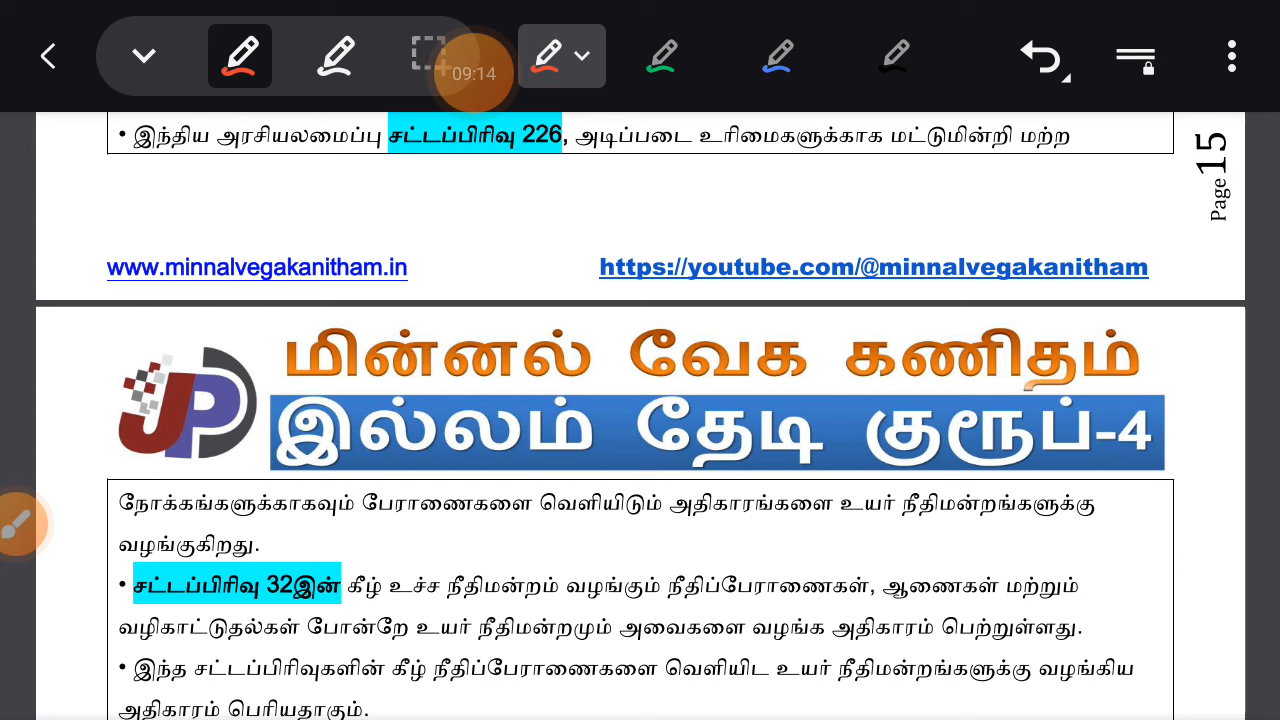 09:14
• இந்திய அரசியலமைப்பு சட்டப்பிரிவு 226, அடிப்படை உரிமைகளுக்காக மட்டுமின்றி மற்ற
Page 15
www.minnalvegakanitham.in https://youtube.com/@minnalvegakanitham
மின்னல் வேக கணிதம்
JP
இல்லம் தேடி குரூப்-4
நோக்கங்களுக்காகவும் பேராணைகளை வெளியிடும் அதிகாரங்களை உயர் நீதிமன்றங்களுக்கு
வழங்குகிறது.
• சட்டப்பிரிவு 32இன் கீழ் உச்ச நீதிமன்றம் வழங்கும் நீதிப்பேராணைகள், ஆணைகள் மற்றும்
வழிகாட்டுதல்கள் போன்றே உயர் நீதிமன்றமும் அவைகளை வழங்க அதிகாரம் பெற்றுள்ளது.
• இந்த சட்டப்பிரிவுகளின் கீழ் நீதிப்பேராணைகளை வெளியிட உயர் நீதிமன்றங்களுக்கு வழங்கிய
அதிகாரம் பெரியதாகும்.